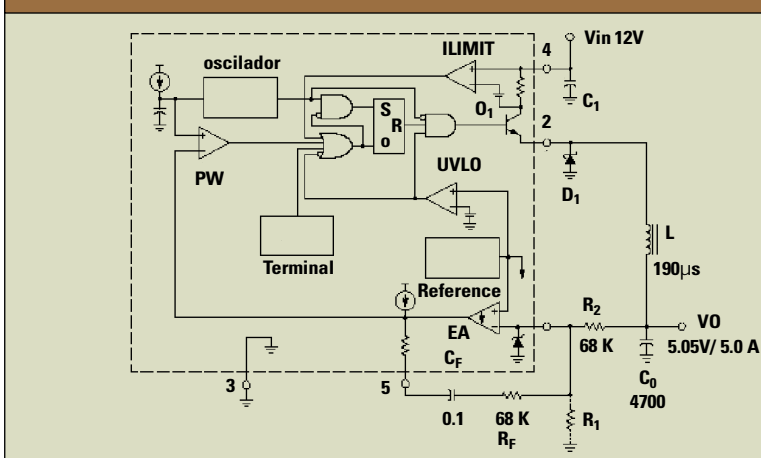 Vin 12V
ILIMIT
4
oscilador
O1
C1
S
R
o
2
PW
UVLO
D1
L
190µs
Terminal
Reference
R2
VO
EA
68 K
5.05V/ 5.0 A
CF
C0
3
5
4700
0.1
68 K
R1
RF